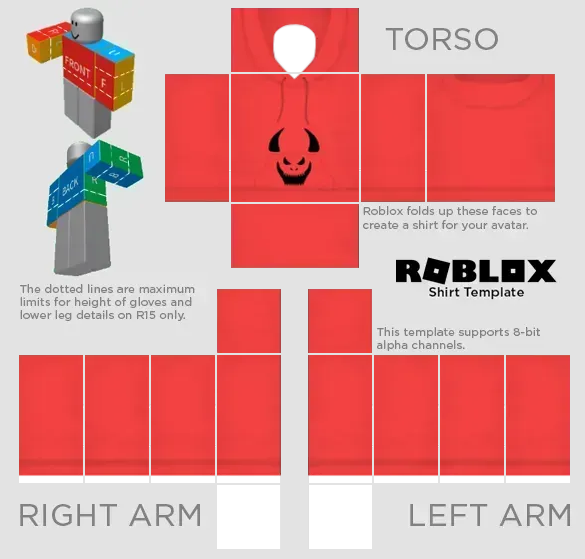 TORSO
FRONT
F
L
U
R
BACK
Roblox folds up these faces to
create a shirt for your avatar.
ROBLOX
Shirt Template
The dotted lines are maximum
limits for height of gloves and
lower leg details on R15 only.
This template supports 8-bit
alpha channels.
RIGHT ARM
LEFT ARM